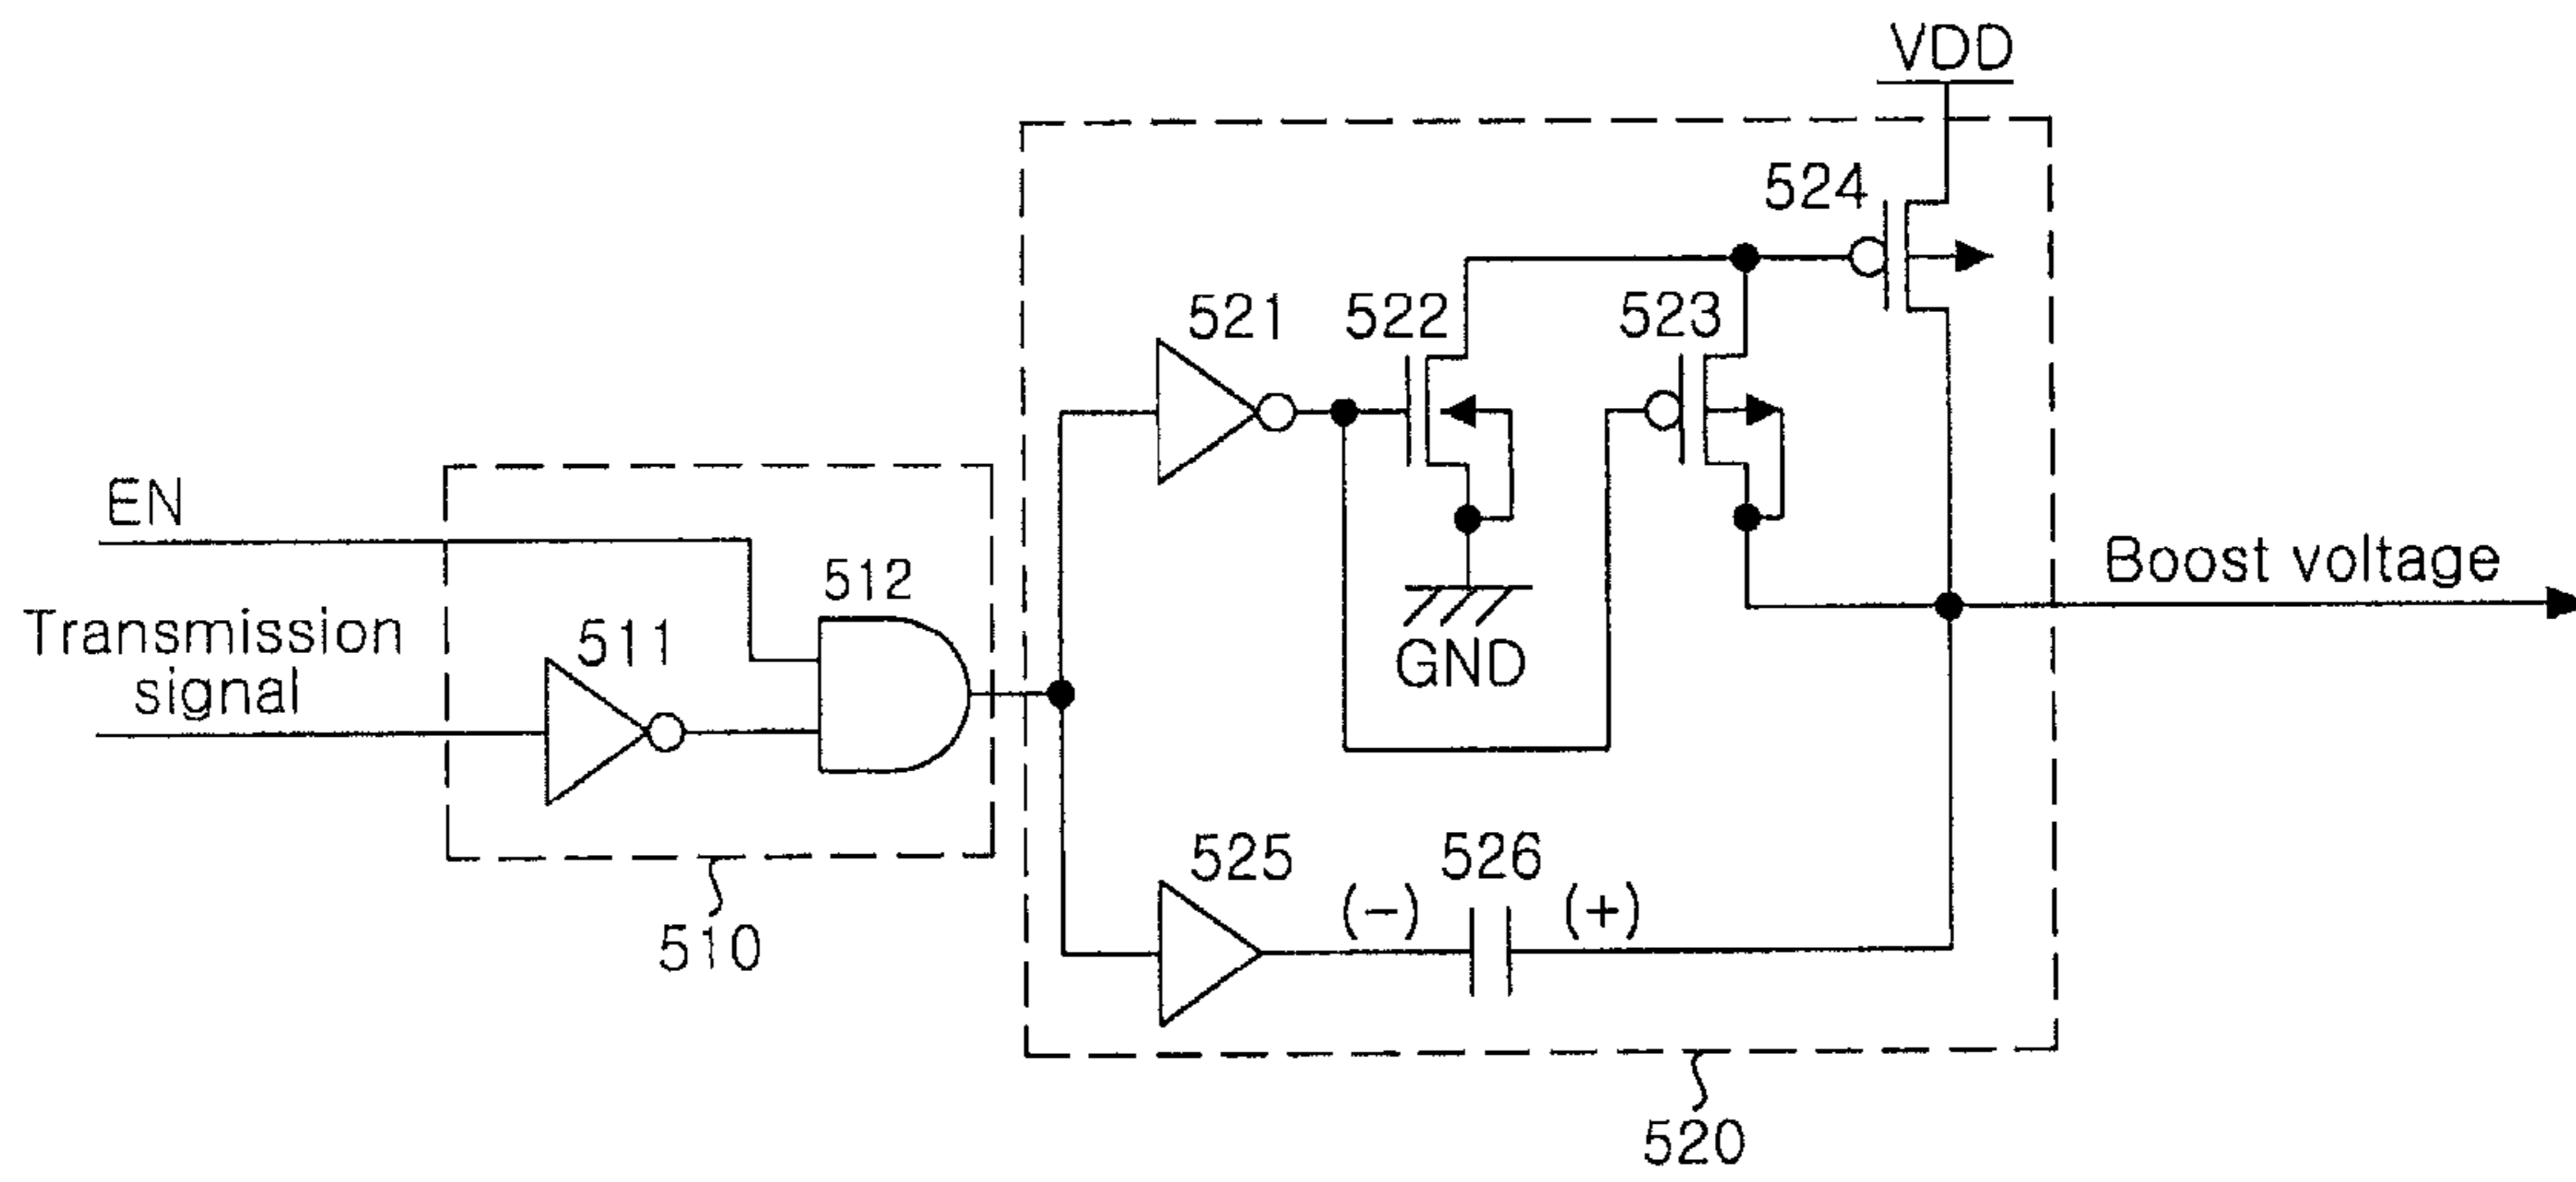 VDD
524
521
522
523
EN
512
Boost voltage
Transmission
signal
511
GND
525
(−)
526
(+)
510
520